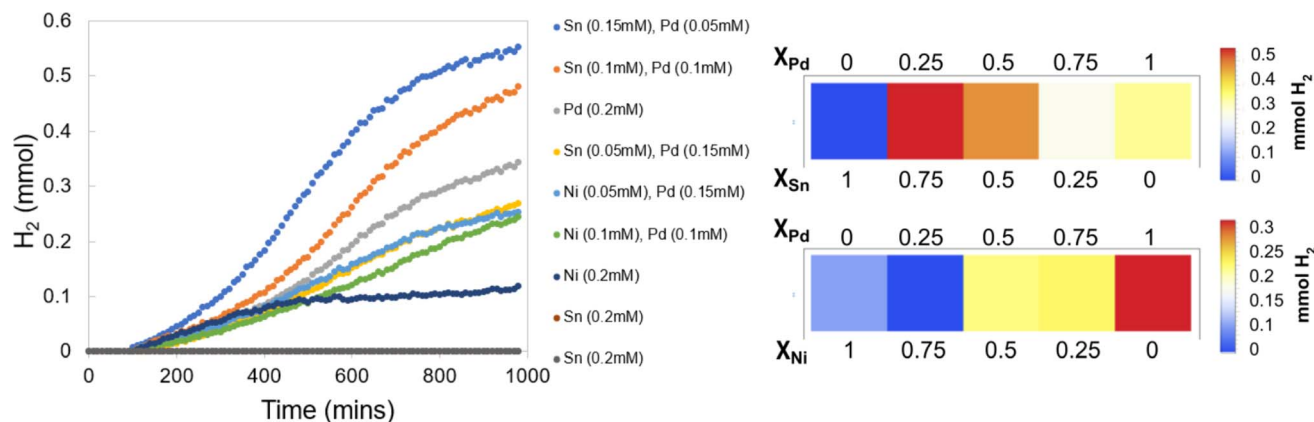 0.6
0.5
0.4
0.3
0.2
0.1
0
H₂ (mmol)
0 200 400 600 800 1000
Time (mins)
Sn (0.15mM), Pd (0.05mM)
Sn (0.1mM), Pd (0.1mM)
Pd (0.2mM)
Sn (0.05mM), Pd (0.15mM)
Ni (0.05mM), Pd (0.15mM)
Ni (0.1mM), Pd (0.1mM)
Ni (0.2mM)
Sn (0.2mM)
Sn (0.2mM)
XPd 0 0.25 0.5 0.75 1
XSn 1 0.75 0.5 0.25 0
0.5
0.4
0.3
0.2
0.1
0
mmol H₂
XPd 0 0.25 0.5 0.75 1
XNi 1 0.75 0.5 0.25 0
0.3
0.25
0.2
0.15
0.1
0
mmol H₂